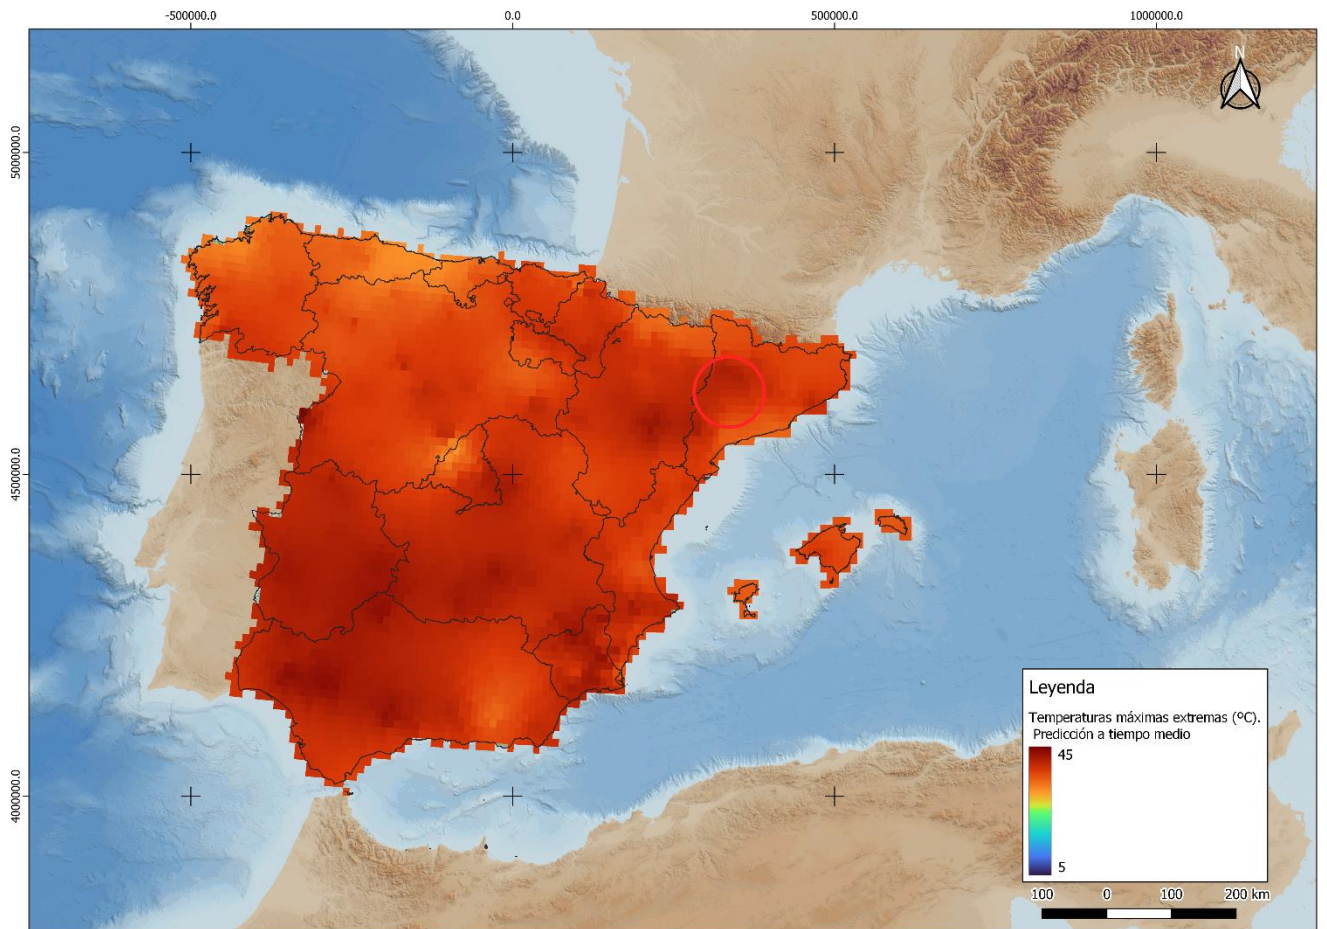 -500000.0 0.0 500000.0 1000000.0
N
5000000.0
4500000.0
4000000.0
Leyenda
Temperaturas máximas extremas (ºC).
Predicción a tiempo medio
45
5
100 0 100 200 km